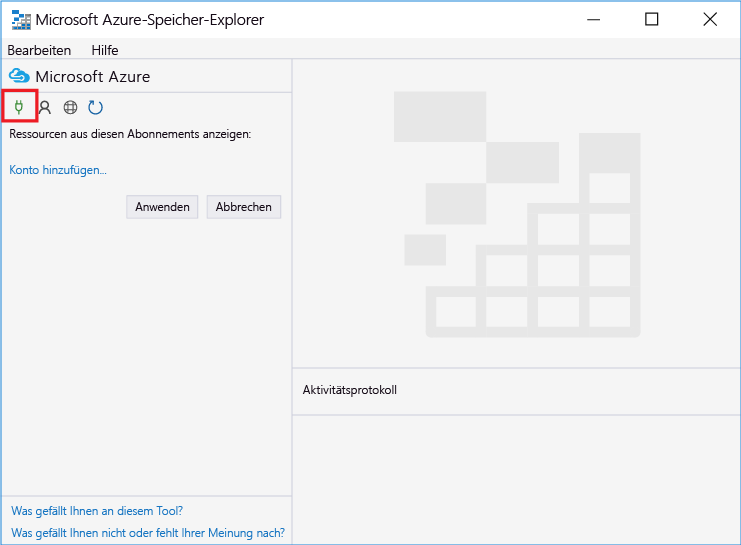 Microsoft Azure-Speicher-Explorer
Bearbeiten Hilfe
Microsoft Azure
Ressourcen aus diesen Abonnements anzeigen:
Konto hinzufügen...
Anwenden Abbrechen
Aktivitätsprotokoll
Was gefällt Ihnen an diesem Tool?
Was gefällt Ihnen nicht oder fehlt Ihrer Meinung nach?